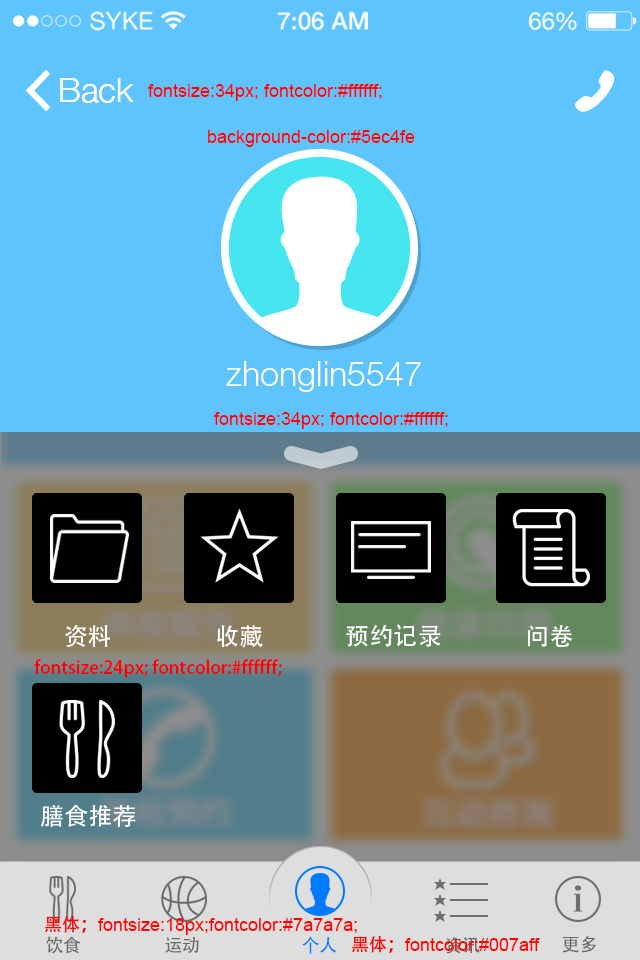 SYKE 7:06 AM 66%
Back fontsize:34px; fontcolor:#ffffff;
background-color:#5ec4fe
zhonglin5547
fontsize:34px; fontcolor:#ffffff;
资料 收藏 预约记录 问卷
fontsize:24px; fontcolor:#ffffff;
膳食推荐
黑体；fontsize:18px;fontcolor:#7a7a7a;
饮食 运动 个人 黑体；fontcolor#007aff 资讯 更多